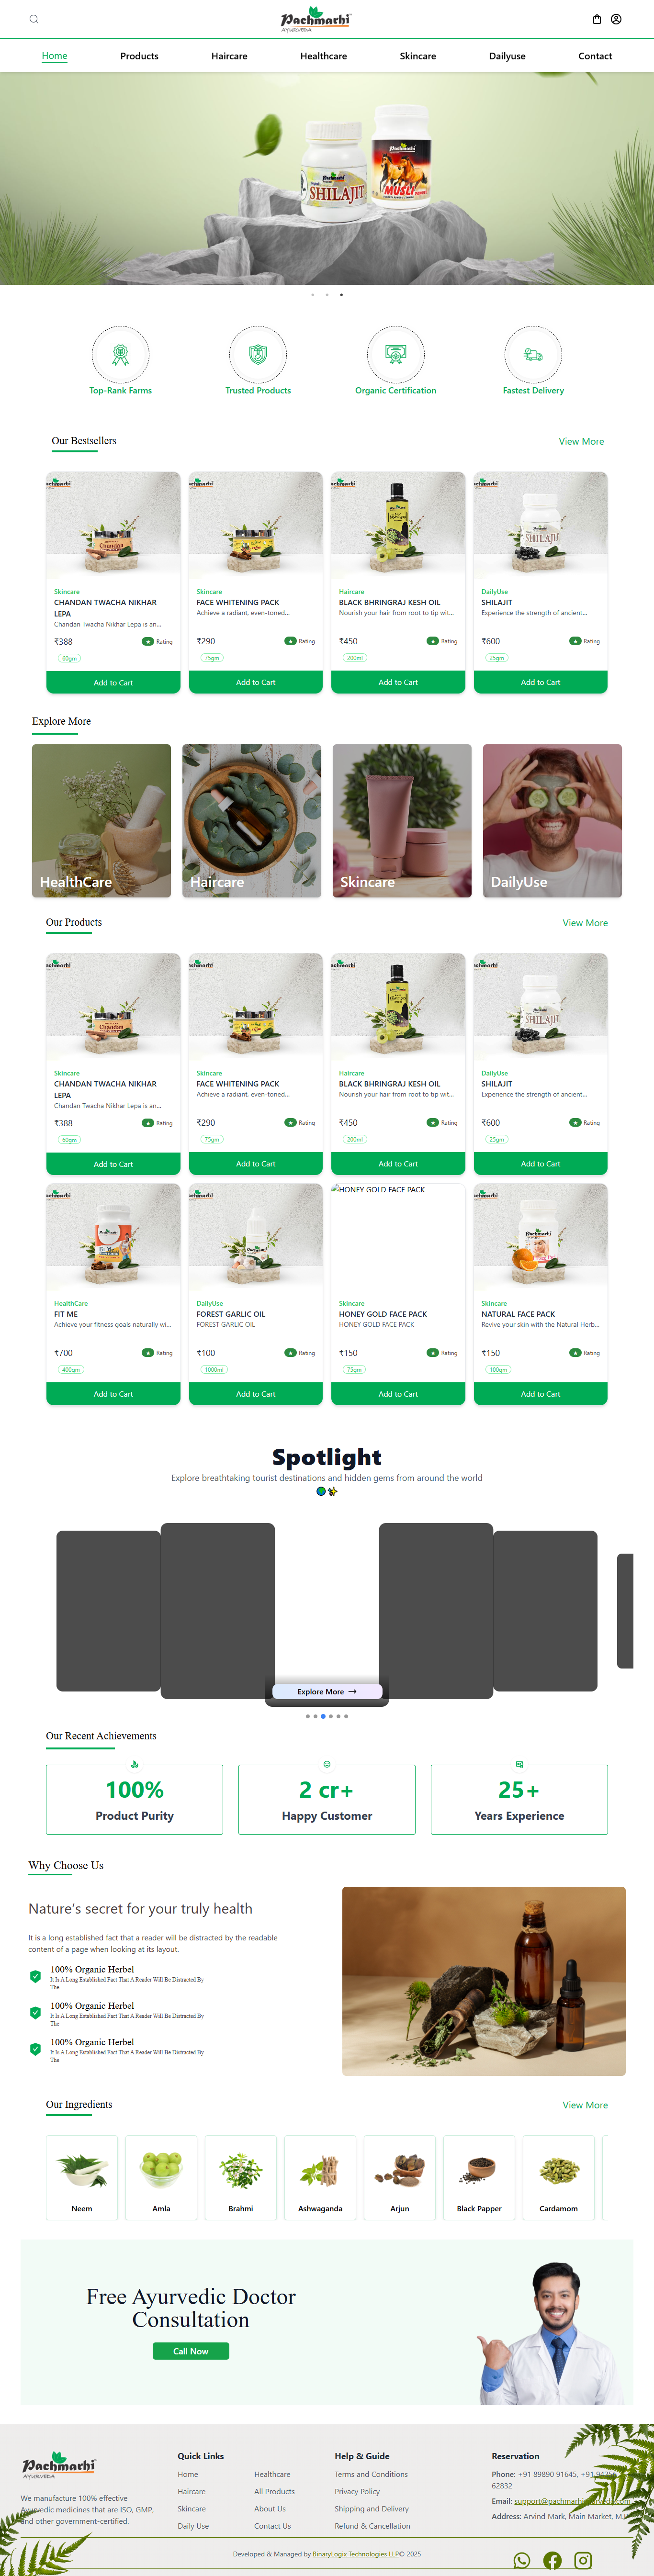 Pachmarhi
AYURVEDA
Home Products Haircare Healthcare Skincare Dailyuse Contact
Pachmarhi SHILAJIT
Pachmarhi MUSLI
Top-Rank Farms Trusted Products Organic Certification Fastest Delivery
Our Bestsellers View More
Skincare
CHANDAN TWACHA NIKHAR
LEPA
Chandan Twacha Nikhar Lepa is an...
₹388 Rating
60gm
Add to Cart
Skincare
FACE WHITENING PACK
Achieve a radiant, even-toned...
₹290 Rating
75gm
Add to Cart
Haircare
BLACK BHRINGRAJ KESH OIL
Nourish your hair from root to tip wit...
₹450 Rating
200ml
Add to Cart
DailyUse
SHILAJIT
Experience the strength of ancient...
₹600 Rating
25gm
Add to Cart
Explore More
HealthCare Haircare Skincare DailyUse
Our Products View More
Skincare
CHANDAN TWACHA NIKHAR
LEPA
Chandan Twacha Nikhar Lepa is an...
₹388 Rating
60gm
Add to Cart
Skincare
FACE WHITENING PACK
Achieve a radiant, even-toned...
₹290 Rating
75gm
Add to Cart
Haircare
BLACK BHRINGRAJ KESH OIL
Nourish your hair from root to tip wit...
₹450 Rating
200ml
Add to Cart
DailyUse
SHILAJIT
Experience the strength of ancient...
₹600 Rating
25gm
Add to Cart
HealthCare
FIT ME
Achieve your fitness goals naturally wi...
₹700 Rating
400gm
Add to Cart
DailyUse
FOREST GARLIC OIL
FOREST GARLIC OIL
₹100 Rating
1000ml
Add to Cart
HONEY GOLD FACE PACK
Skincare
HONEY GOLD FACE PACK
HONEY GOLD FACE PACK
₹150 Rating
75gm
Add to Cart
Skincare
NATURAL FACE PACK
Revive your skin with the Natural Herb...
₹150 Rating
100gm
Add to Cart
Spotlight
Explore breathtaking tourist destinations and hidden gems from around the world
Explore More →
Our Recent Achievements
100% 2 cr+ 25+
Product Purity Happy Customer Years Experience
Why Choose Us
Nature's secret for your truly health
It is a long established fact that a reader will be distracted by the readable
content of a page when looking at its layout.
100% Organic Herbel
It Is A Long Established Fact That A Reader Will Be Distracted By
The
100% Organic Herbel
It Is A Long Established Fact That A Reader Will Be Distracted By
The
100% Organic Herbel
It Is A Long Established Fact That A Reader Will Be Distracted By
The
Our Ingredients View More
Neem Amla Brahmi Ashwaganda Arjun Black Papper Cardamom
Free Ayurvedic Doctor
Consultation
Call Now
Pachmarhi
AYURVEDA
We manufacture 100% effective
Ayurvedic medicines that are ISO, GMP,
and other government-certified.
Quick Links
Home Healthcare
Haircare All Products
Skincare About Us
Daily Use Contact Us
Help & Guide
Terms and Conditions
Privacy Policy
Shipping and Delivery
Refund & Cancellation
Reservation
Phone: +91 89890 91645, +91
62832
Email:
Address: Arvind Mark, Main Market,
Developed & Managed by BinaryLogix Technologies LLP© 2025